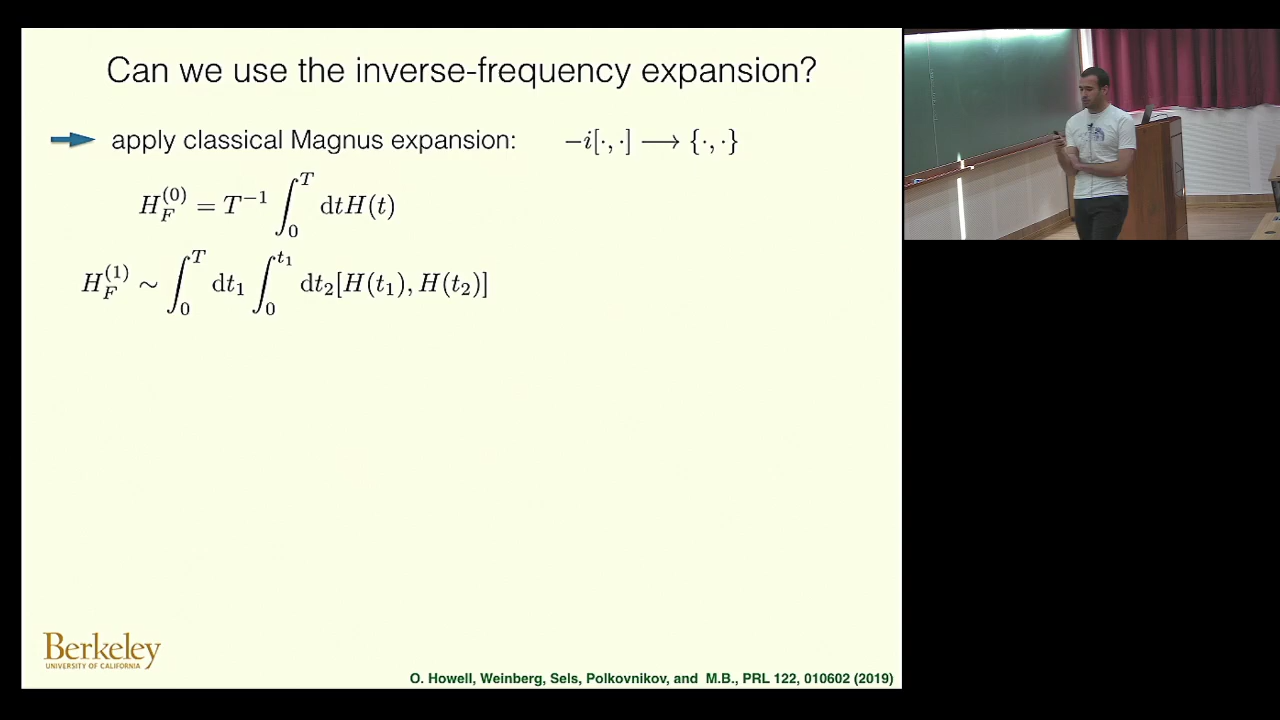 Can we use the inverse-frequency expansion?
apply classical Magnus expansion: −i[·, ·] ⟶ {·, ·}
H_F^{(0)} = T^{−1} ∫_0^T dtH(t)
H_F^{(1)} ∼ ∫_0^T dt_1 ∫_0^{t_1} dt_2[H(t_1), H(t_2)]
Berkeley
UNIVERSITY OF CALIFORNIA
O. Howell, Weinberg, Sels, Polkovnikov, and M.B., PRL 122, 010602 (2019)